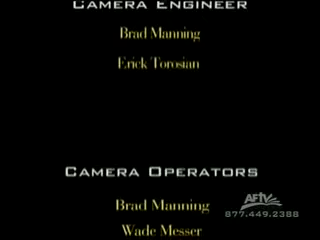 CAMERA ENGINEER
Brad Manning
Erick Torosian
CAMERA OPERATORS
Brad Manning
Wade Messer
AFTV
877.449.2388